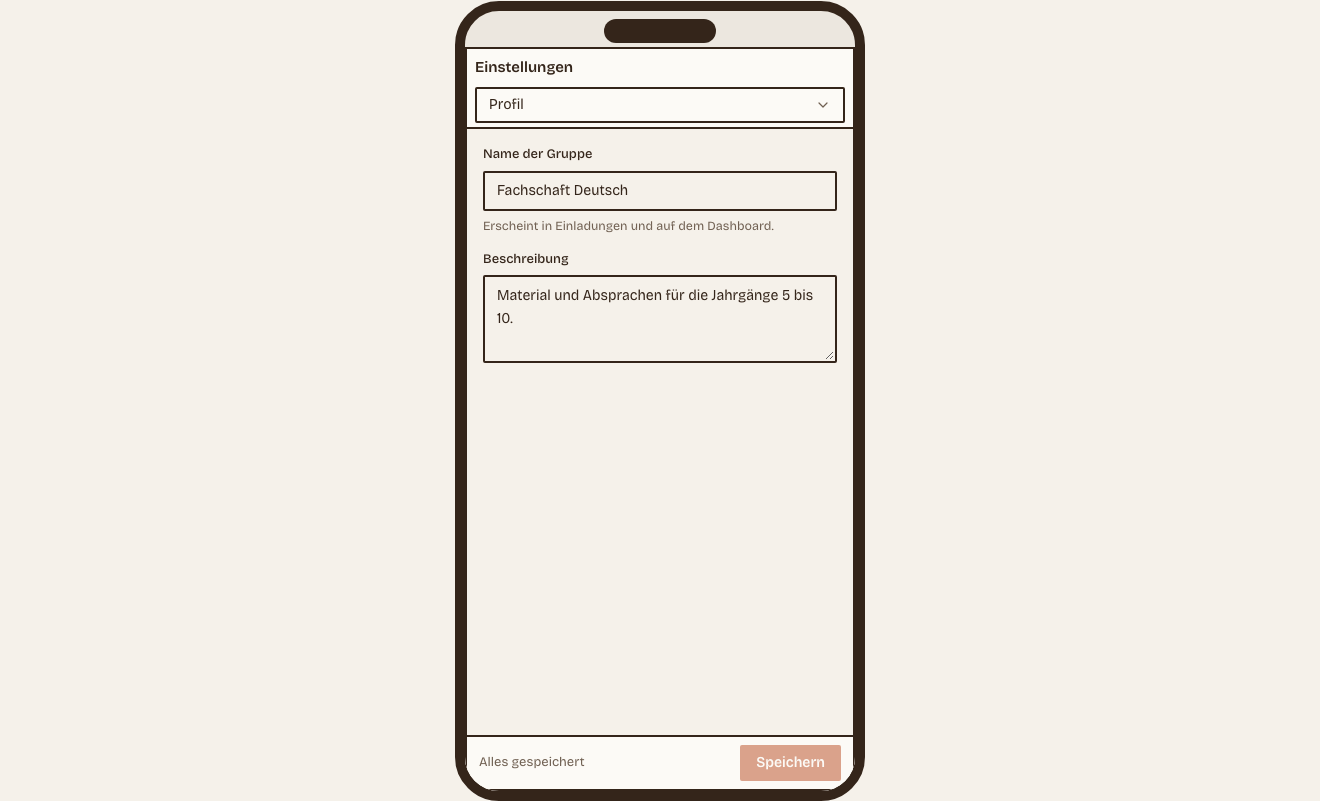 Einstellungen
Profil
Name der Gruppe
Fachschaft Deutsch
Erscheint in Einladungen und auf dem Dashboard.
Beschreibung
Material und Absprachen für die Jahrgänge 5 bis
10.
Alles gespeichert
Speichern